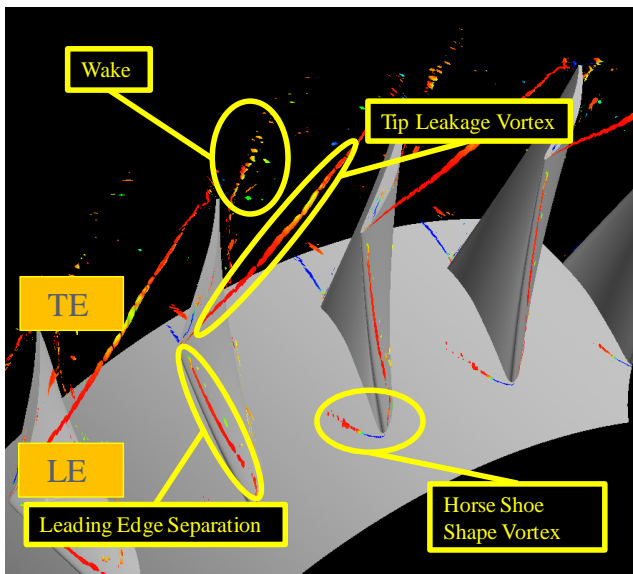 Wake
Tip Leakage Vortex
TE
LE
Leading Edge Separation
Horse Shoe
Shape Vortex